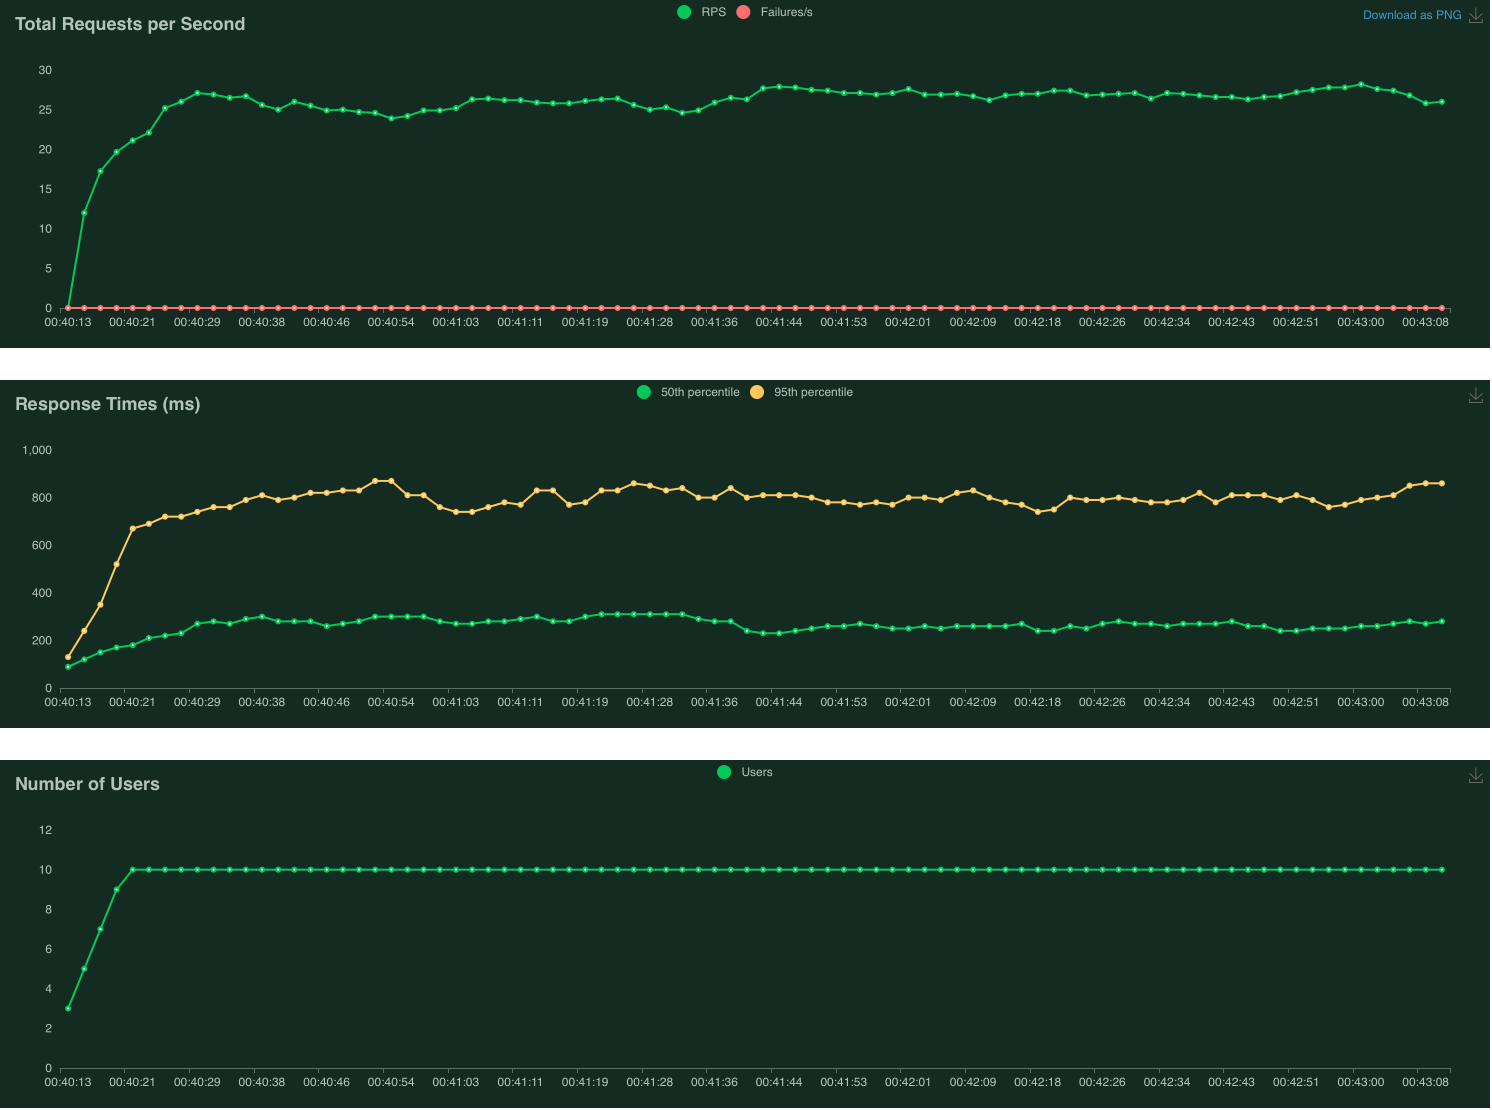 Total Requests per Second
RPS Failures/s
Download as PNG
30
25
20
15
10
5
0
00:40:13 00:40:21 00:40:29 00:40:38 00:40:46 00:40:54 00:41:03 00:41:11 00:41:19 00:41:28 00:41:36 00:41:44 00:41:53 00:42:01 00:42:09 00:42:18 00:42:26 00:42:34 00:42:43 00:42:51 00:43:00 00:43:08
Response Times (ms)
50th percentile 95th percentile
1,000
800
600
400
200
0
00:40:13 00:40:21 00:40:29 00:40:38 00:40:46 00:40:54 00:41:03 00:41:11 00:41:19 00:41:28 00:41:36 00:41:44 00:41:53 00:42:01 00:42:09 00:42:18 00:42:26 00:42:34 00:42:43 00:42:51 00:43:00 00:43:08
Number of Users
Users
12
10
8
6
4
2
0
00:40:13 00:40:21 00:40:29 00:40:38 00:40:46 00:40:54 00:41:03 00:41:11 00:41:19 00:41:28 00:41:36 00:41:44 00:41:53 00:42:01 00:42:09 00:42:18 00:42:26 00:42:34 00:42:43 00:42:51 00:43:00 00:43:08